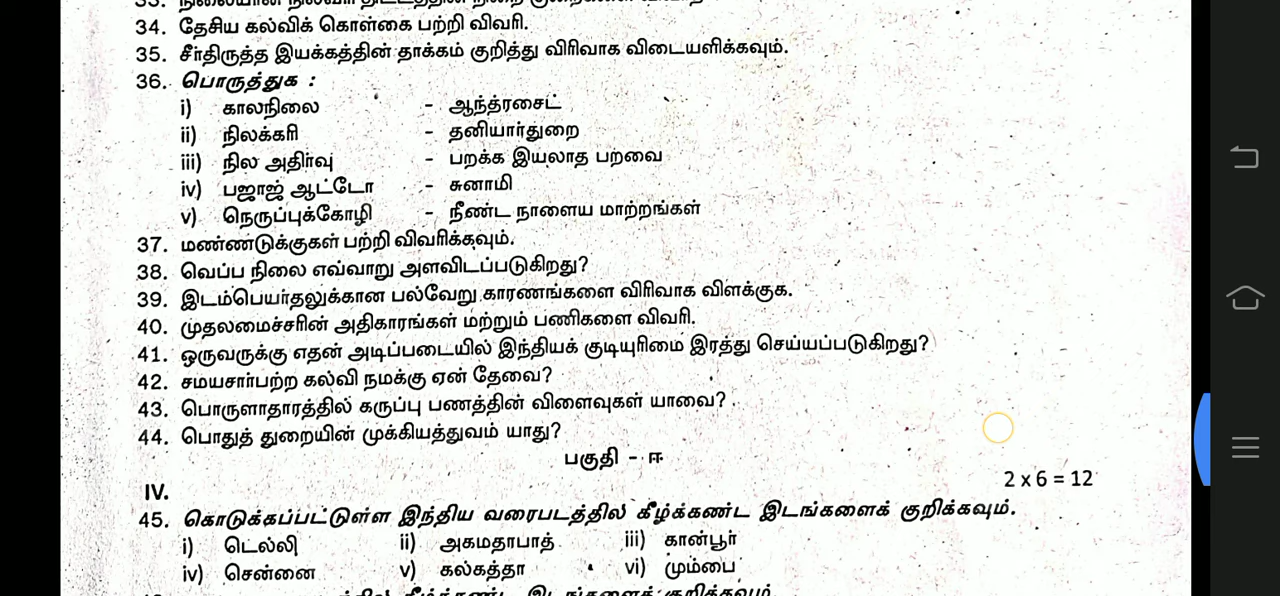 34. தேசிய கல்விக் கொள்கை பற்றி விவரி.
35. சீர்திருத்த இயக்கத்தின் தாக்கம் குறித்து விரிவாக விடையளிக்கவும்.
36. பொருத்துக :
i) காலநிலை - ஆந்த்ரசைட்
ii) நிலக்கரி - தனியார்துறை
iii) நில அதிர்வு - பறக்க இயலாத பறவை
iv) பஜாஜ் ஆட்டோ - சுனாமி
v) நெருப்புக்கோழி - நீண்ட நாளைய மாற்றங்கள்
37. மண்ணடுக்குகள் பற்றி விவரிக்கவும்.
38. வெப்ப நிலை எவ்வாறு அளவிடப்படுகிறது?
39. இடம்பெயர்தலுக்கான பல்வேறு காரணங்களை விரிவாக விளக்குக.
40. முதலமைச்சரின் அதிகாரங்கள் மற்றும் பணிகளை விவரி.
41. ஒருவருக்கு எதன் அடிப்படையில் இந்தியக் குடியுரிமை இரத்து செய்யப்படுகிறது?
42. சமயசார்பற்ற கல்வி நமக்கு ஏன் தேவை?
43. பொருளாதாரத்தில் கருப்பு பணத்தின் விளைவுகள் யாவை?
44. பொதுத் துறையின் முக்கியத்துவம் யாது?
பகுதி - ஈ
IV. 2 x 6 = 12
45. கொடுக்கப்பட்டுள்ள இந்திய வரைபடத்தில் கீழ்க்கண்ட இடங்களைக் குறிக்கவும்.
i) டெல்லி ii) அகமதாபாத் iii) கான்பூர்
iv) சென்னை v) கல்கத்தா vi) மும்பை